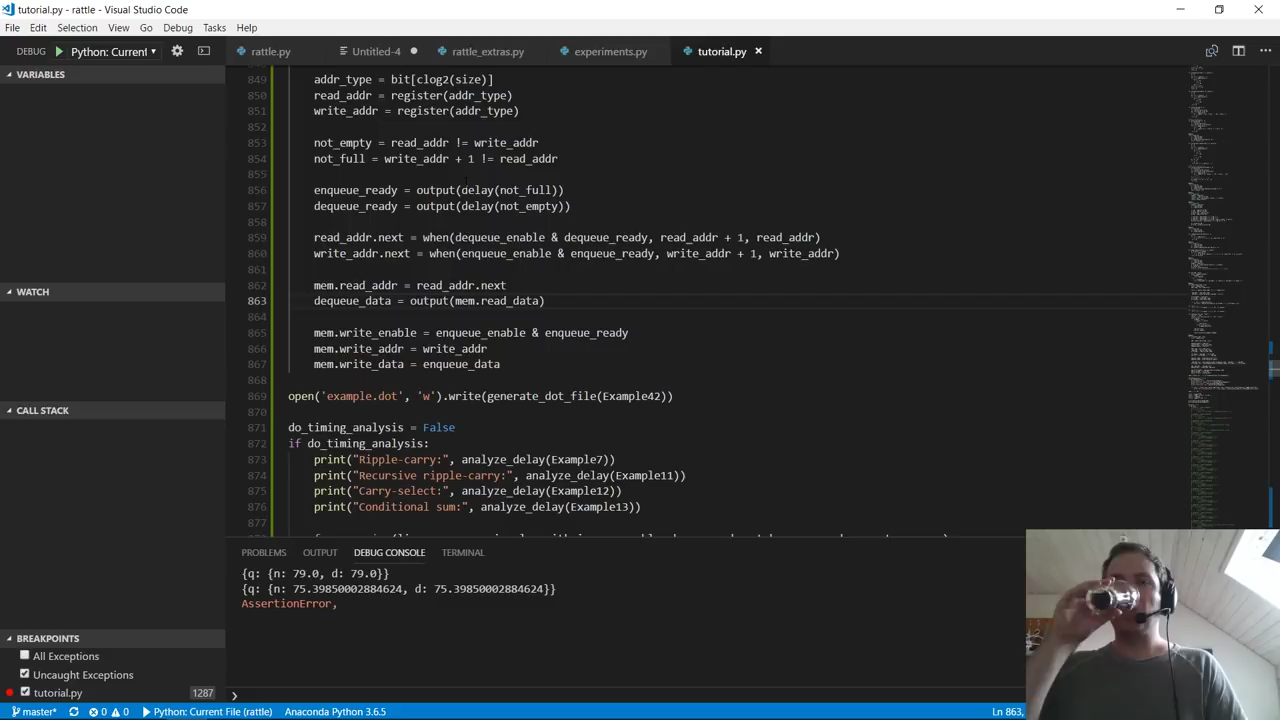 tutorial.py - rattle - Visual Studio Code
File Edit Selection View Go Debug Tasks Help
DEBUG Python: Current
rattle.py Untitled-4 rattle_extras.py experiments.py tutorial.py
VARIABLES
WATCH
CALL STACK
BREAKPOINTS
All Exceptions
Uncaught Exceptions
tutorial.py 1287
849 addr_type = bit[clog2(size)]
850 read_addr = register(addr_type)
851 write_addr = register(addr_type)
852
853 not_empty = read_addr != write_addr
854 not_full = write_addr + 1 != read_addr
855
856 enqueue_ready = output(delay(not_full))
857 dequeue_ready = output(delay(not_empty))
858
859 read_addr.next = when(dequeue_enable & dequeue_ready, read_addr + 1, read_addr)
860 write_addr.next = when(enqueue_enable & enqueue_ready, write_addr + 1, write_addr)
861
862 mem.read_addr = read_addr.next
863 dequeue_data = output(mem.read_data)
864
865 mem.write_enable = enqueue_enable & enqueue_ready
866 mem.write_addr = write_addr
867 mem.write_data = enqueue_data
868
869 open('example.dot', 'w').write(generate_dot_file(Example42))
870
871 do_timing_analysis = False
872 if do_timing_analysis:
873 print("Ripple-carry:", analyze_delay(Example7))
874 print("Recursive ripple-carry:", analyze_delay(Example11))
875 print("Carry-select:", analyze_delay(Example12))
876 print("Conditional sum:", analyze_delay(Example13))
877
PROBLEMS OUTPUT DEBUG CONSOLE TERMINAL
{q: {n: 79.0, d: 79.0}}
{q: {n: 75.39850002884624, d: 75.39850002884624}}
AssertionError,
master* 0 0 Python: Current File (rattle) Anaconda Python 3.6.5 Ln 863,